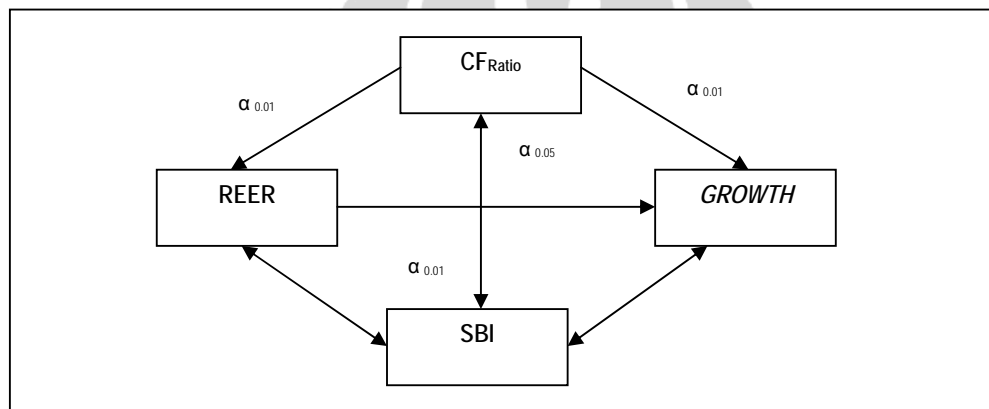 CFRatio
α 0.01
α 0.01
α 0.05
REER
GROWTH
α 0.01
SBI